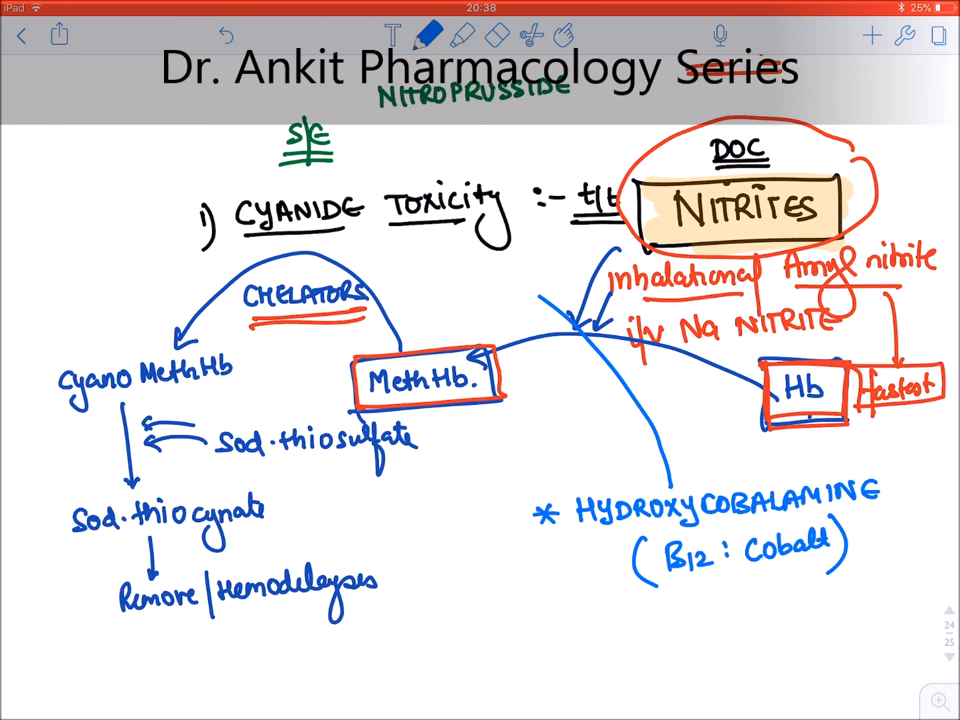 iPad 20:38 25%
Dr. Ankit Pharmacology Series
NITROPRUSSIDE
S/E
DOC
1) CYANIDE TOXICITY :- t/t NITRITES
inhalational Amyl nitrite
i/v Na NITRITE
CHELATORS
Cyano MethHb
MethHb.
Hb
fastest
Sod. thiosulfate
Sod. thiocynate
* HYDROXYCOBALAMINE
(B12 : Cobalt)
Remove/Hemodelayses
24
25